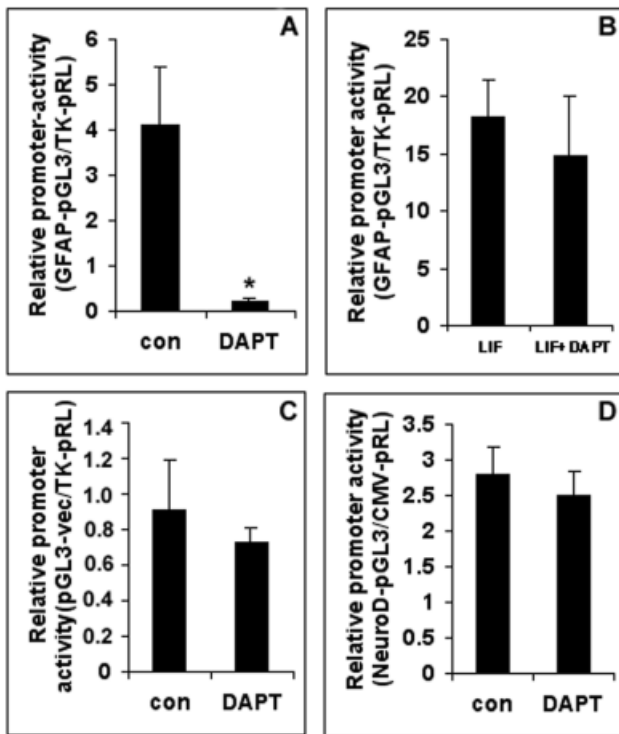 A
Relative promoter-activity
(GFAP-pGL3/TK-pRL)
6
5
4
3
2
1
0
*
con DAPT
B
Relative promoter activity
(GFAP-pGL3/TK-pRL)
25
20
15
10
5
0
LIF LIF+DAPT
C
Relative promoter
activity(pGL3-vec/TK-pRL)
1.4
1.2
1.0
0.8
0.6
0.4
0.2
0
con DAPT
D
Relative promoter activity
(NeuroD-pGL3/CMV-pRL)
3.5
3
2.5
2
1.5
1
0.5
0
con DAPT